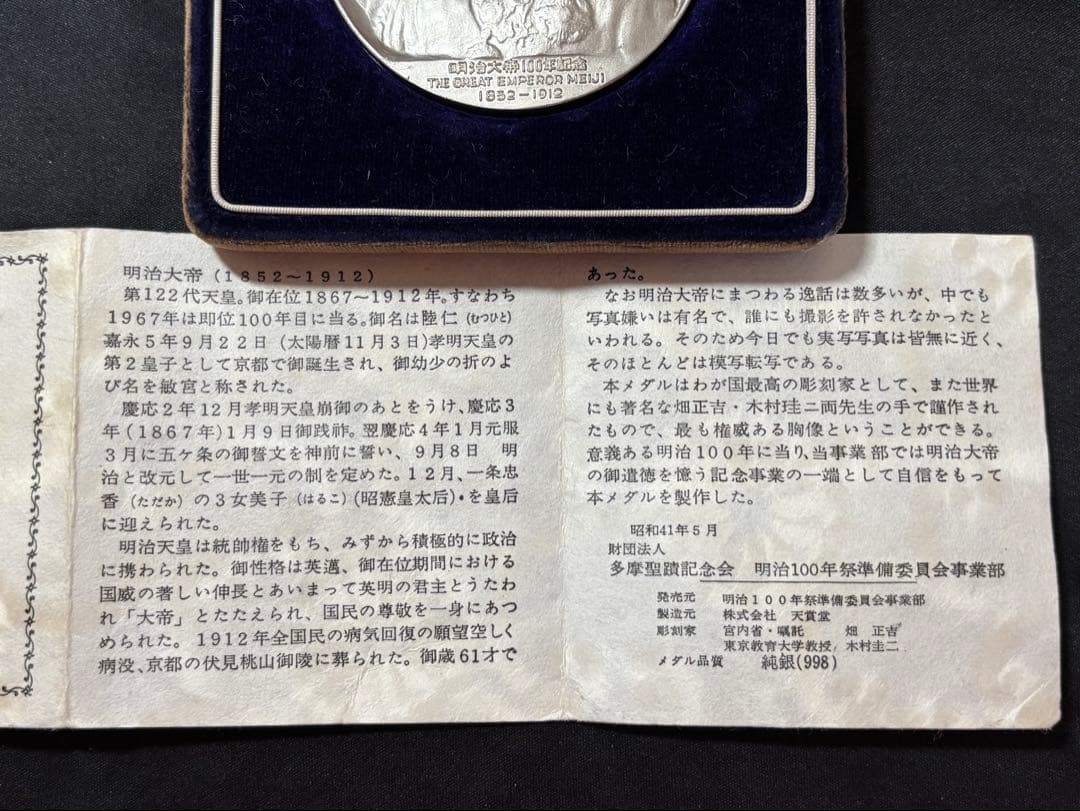 明治大帝100年記念
THE GREAT EMPEROR MEIJI
1852-1912
明治大帝(1852~1912)
第122代天皇。御在位1867~1912年。すなわち
1967年は即位100年目に当る。御名は睦仁(むつひと)
嘉永5年9月22日(太陽暦11月3日)孝明天皇の
第2皇子として京都で御誕生され、御幼少の折のよ
び名を敏宮と称された。
慶応2年12月孝明天皇崩御のあとをうけ、慶応3
年(1867年)1月9日御践祚。翌慶応4年1月元服
3月に五ヶ条の御誓文を神前に誓い、9月8日 明
治と改元して一世一元の制を定めた。12月、一条忠
香(ただか)の3女美子(はるこ)(昭憲皇太后)・を皇后
に迎えられた。
明治天皇は統帥権をもち、みずから積極的に政治
に携わられた。御性格は英邁、御在位期間における
国威の著しい伸長とあいまって英明の君主とうたわ
れ「大帝」とたたえられ、国民の尊敬を一身にあつ
められた。1912年全国民の病気回復の願望空しく
病没、京都の伏見桃山御陵に葬られた。御歳61才で
あった。
なお明治大帝にまつわる逸話は数多いが、中でも
写真嫌いは有名で、誰にも撮影を許されなかったと
いわれる。そのため今日でも実写写真は皆無に近く、
そのほとんどは模写転写である。
本メダルはわが国最高の彫刻家として、また世界
にも著名な畑正吉・木村珪二両先生の手で謹作され
たもので、最も権威ある胸像ということができる。
意義ある明治100年に当り、当事業部では明治大帝
の御遺徳を憶う記念事業の一端として自信をもって
本メダルを製作した。
昭和41年5月
財団法人
多摩聖蹟記念会 明治100年祭準備委員会事業部
発売元 明治100年祭準備委員会事業部
製造元 株式会社 天賞堂
彫刻家 宮内省・嘱託 畑 正吉
東京教育大学教授 木村圭二
メダル品質 純銀(998)